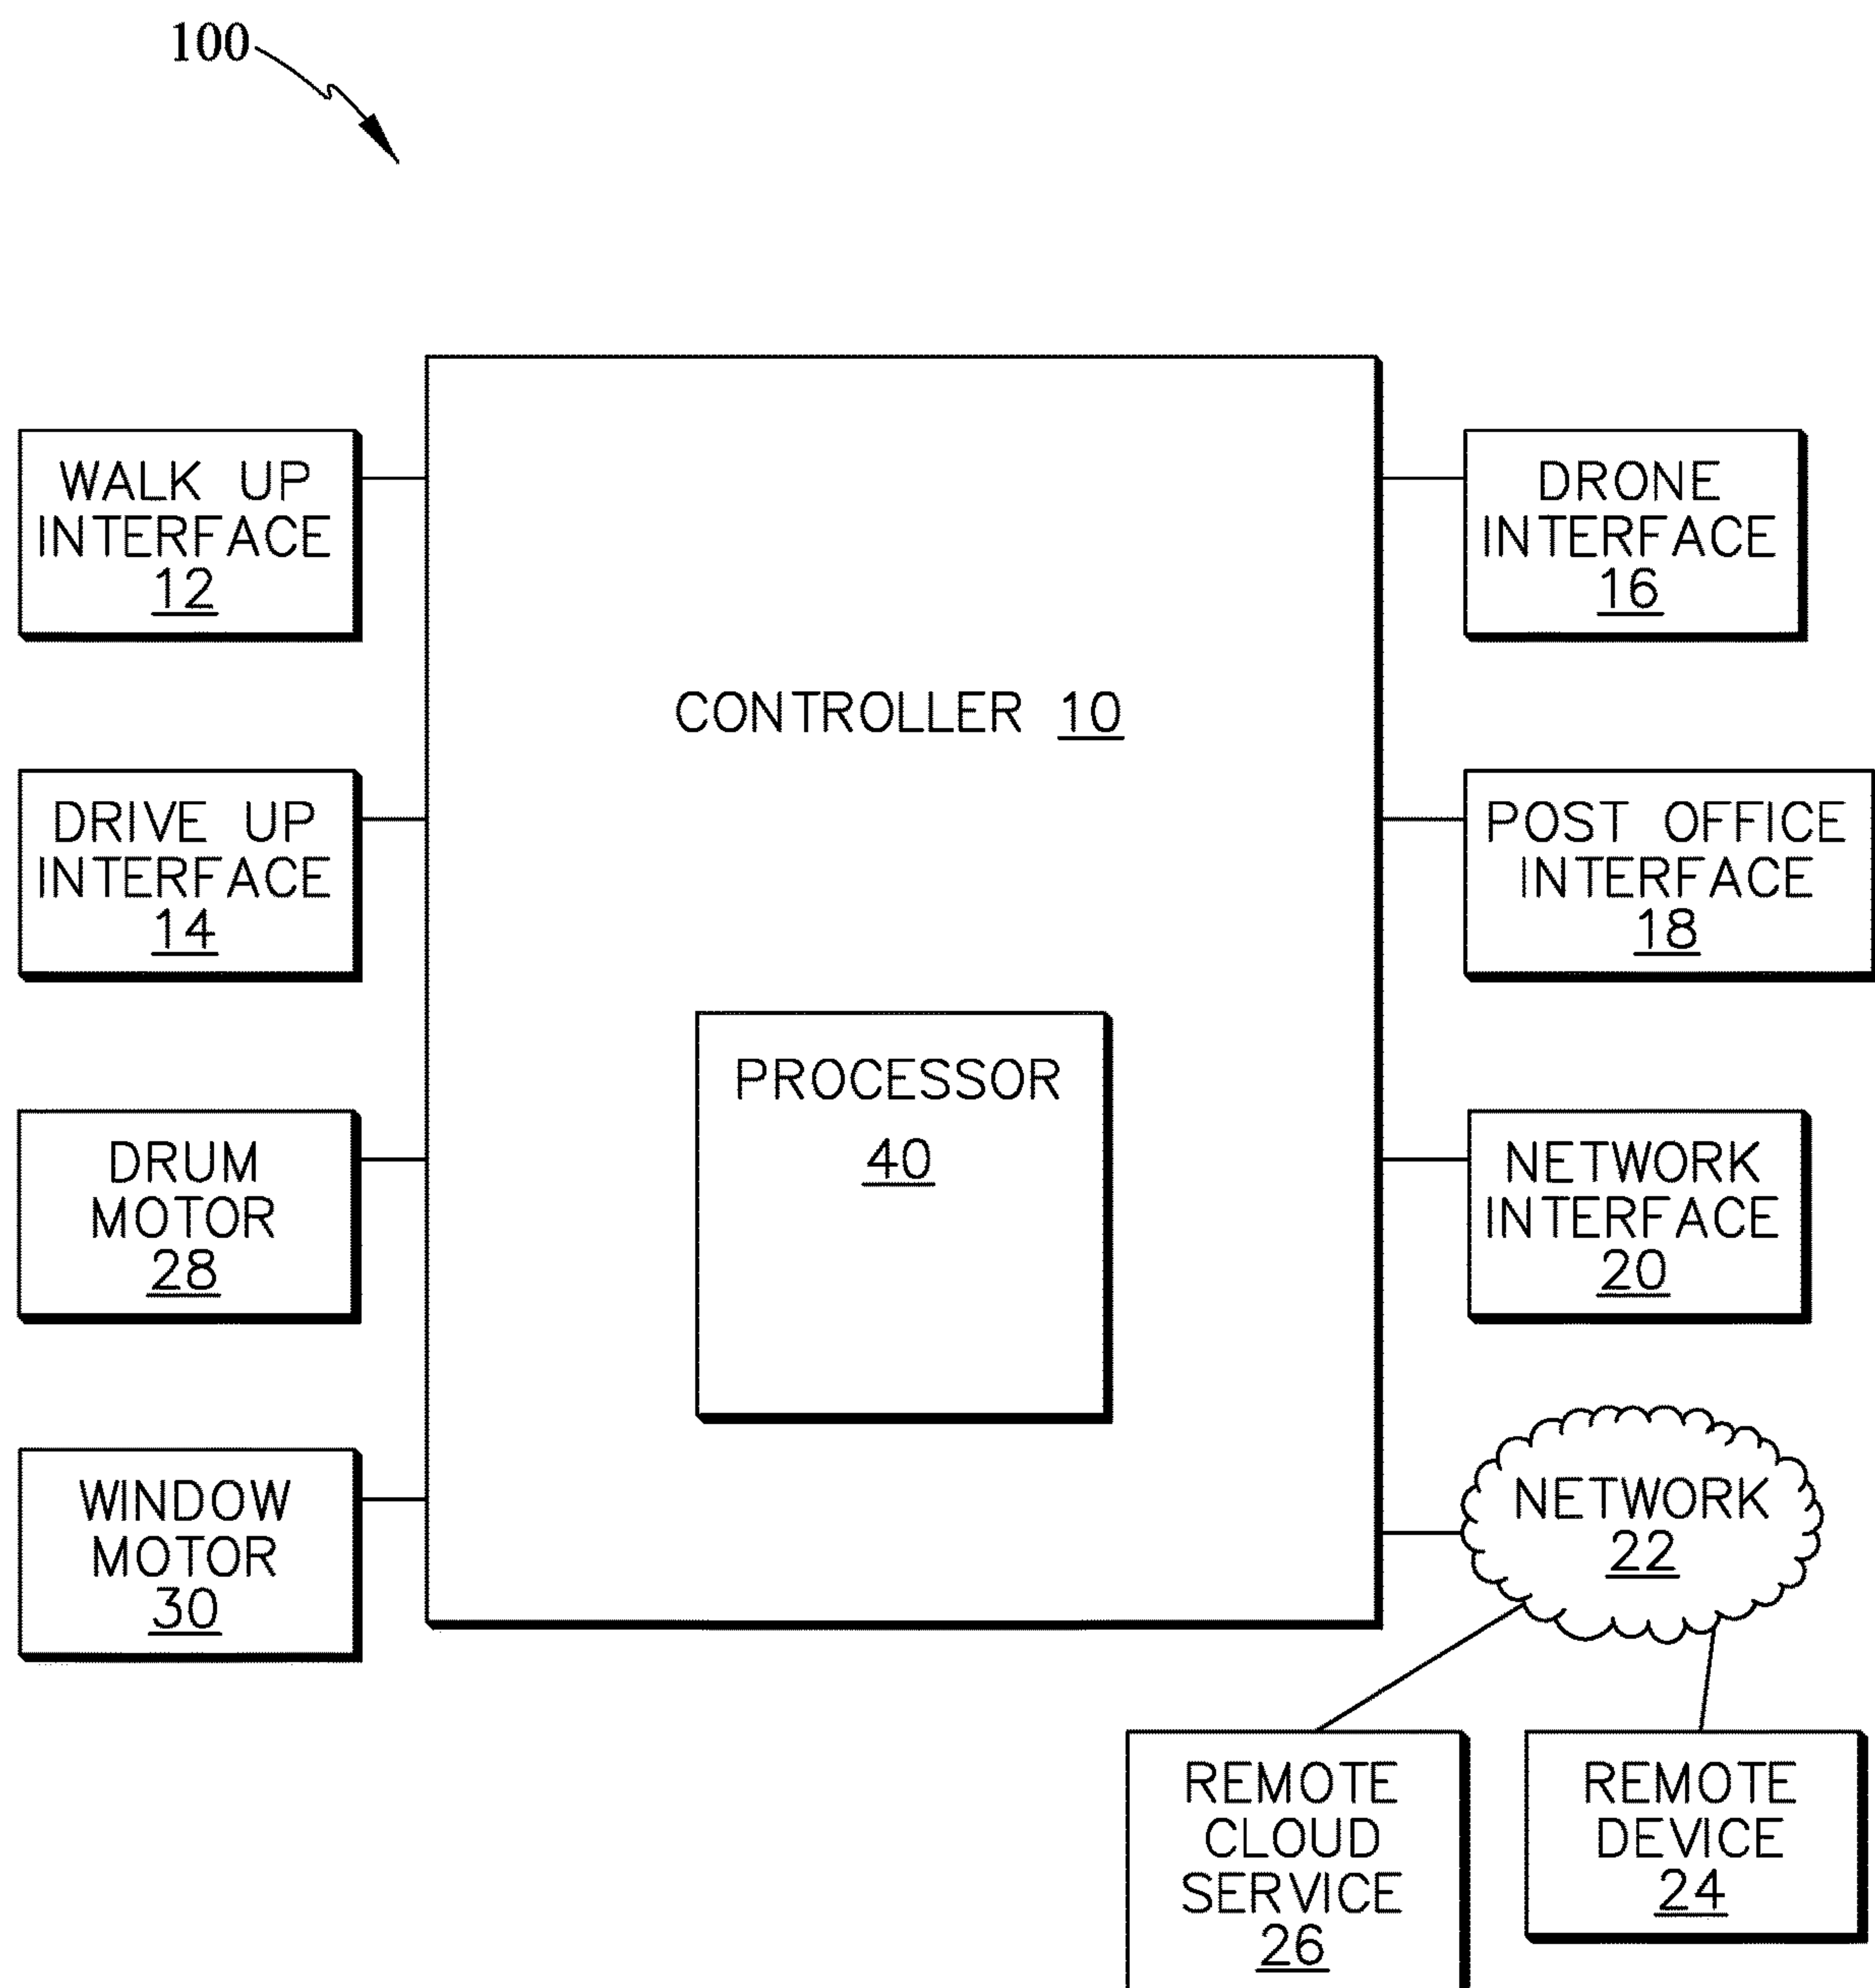 100
WALK UP
INTERFACE
12
DRIVE UP
INTERFACE
14
DRUM
MOTOR
28
WINDOW
MOTOR
30
CONTROLLER 10
PROCESSOR
40
DRONE
INTERFACE
16
POST OFFICE
INTERFACE
18
NETWORK
INTERFACE
20
NETWORK
22
REMOTE
CLOUD
SERVICE
26
REMOTE
DEVICE
24